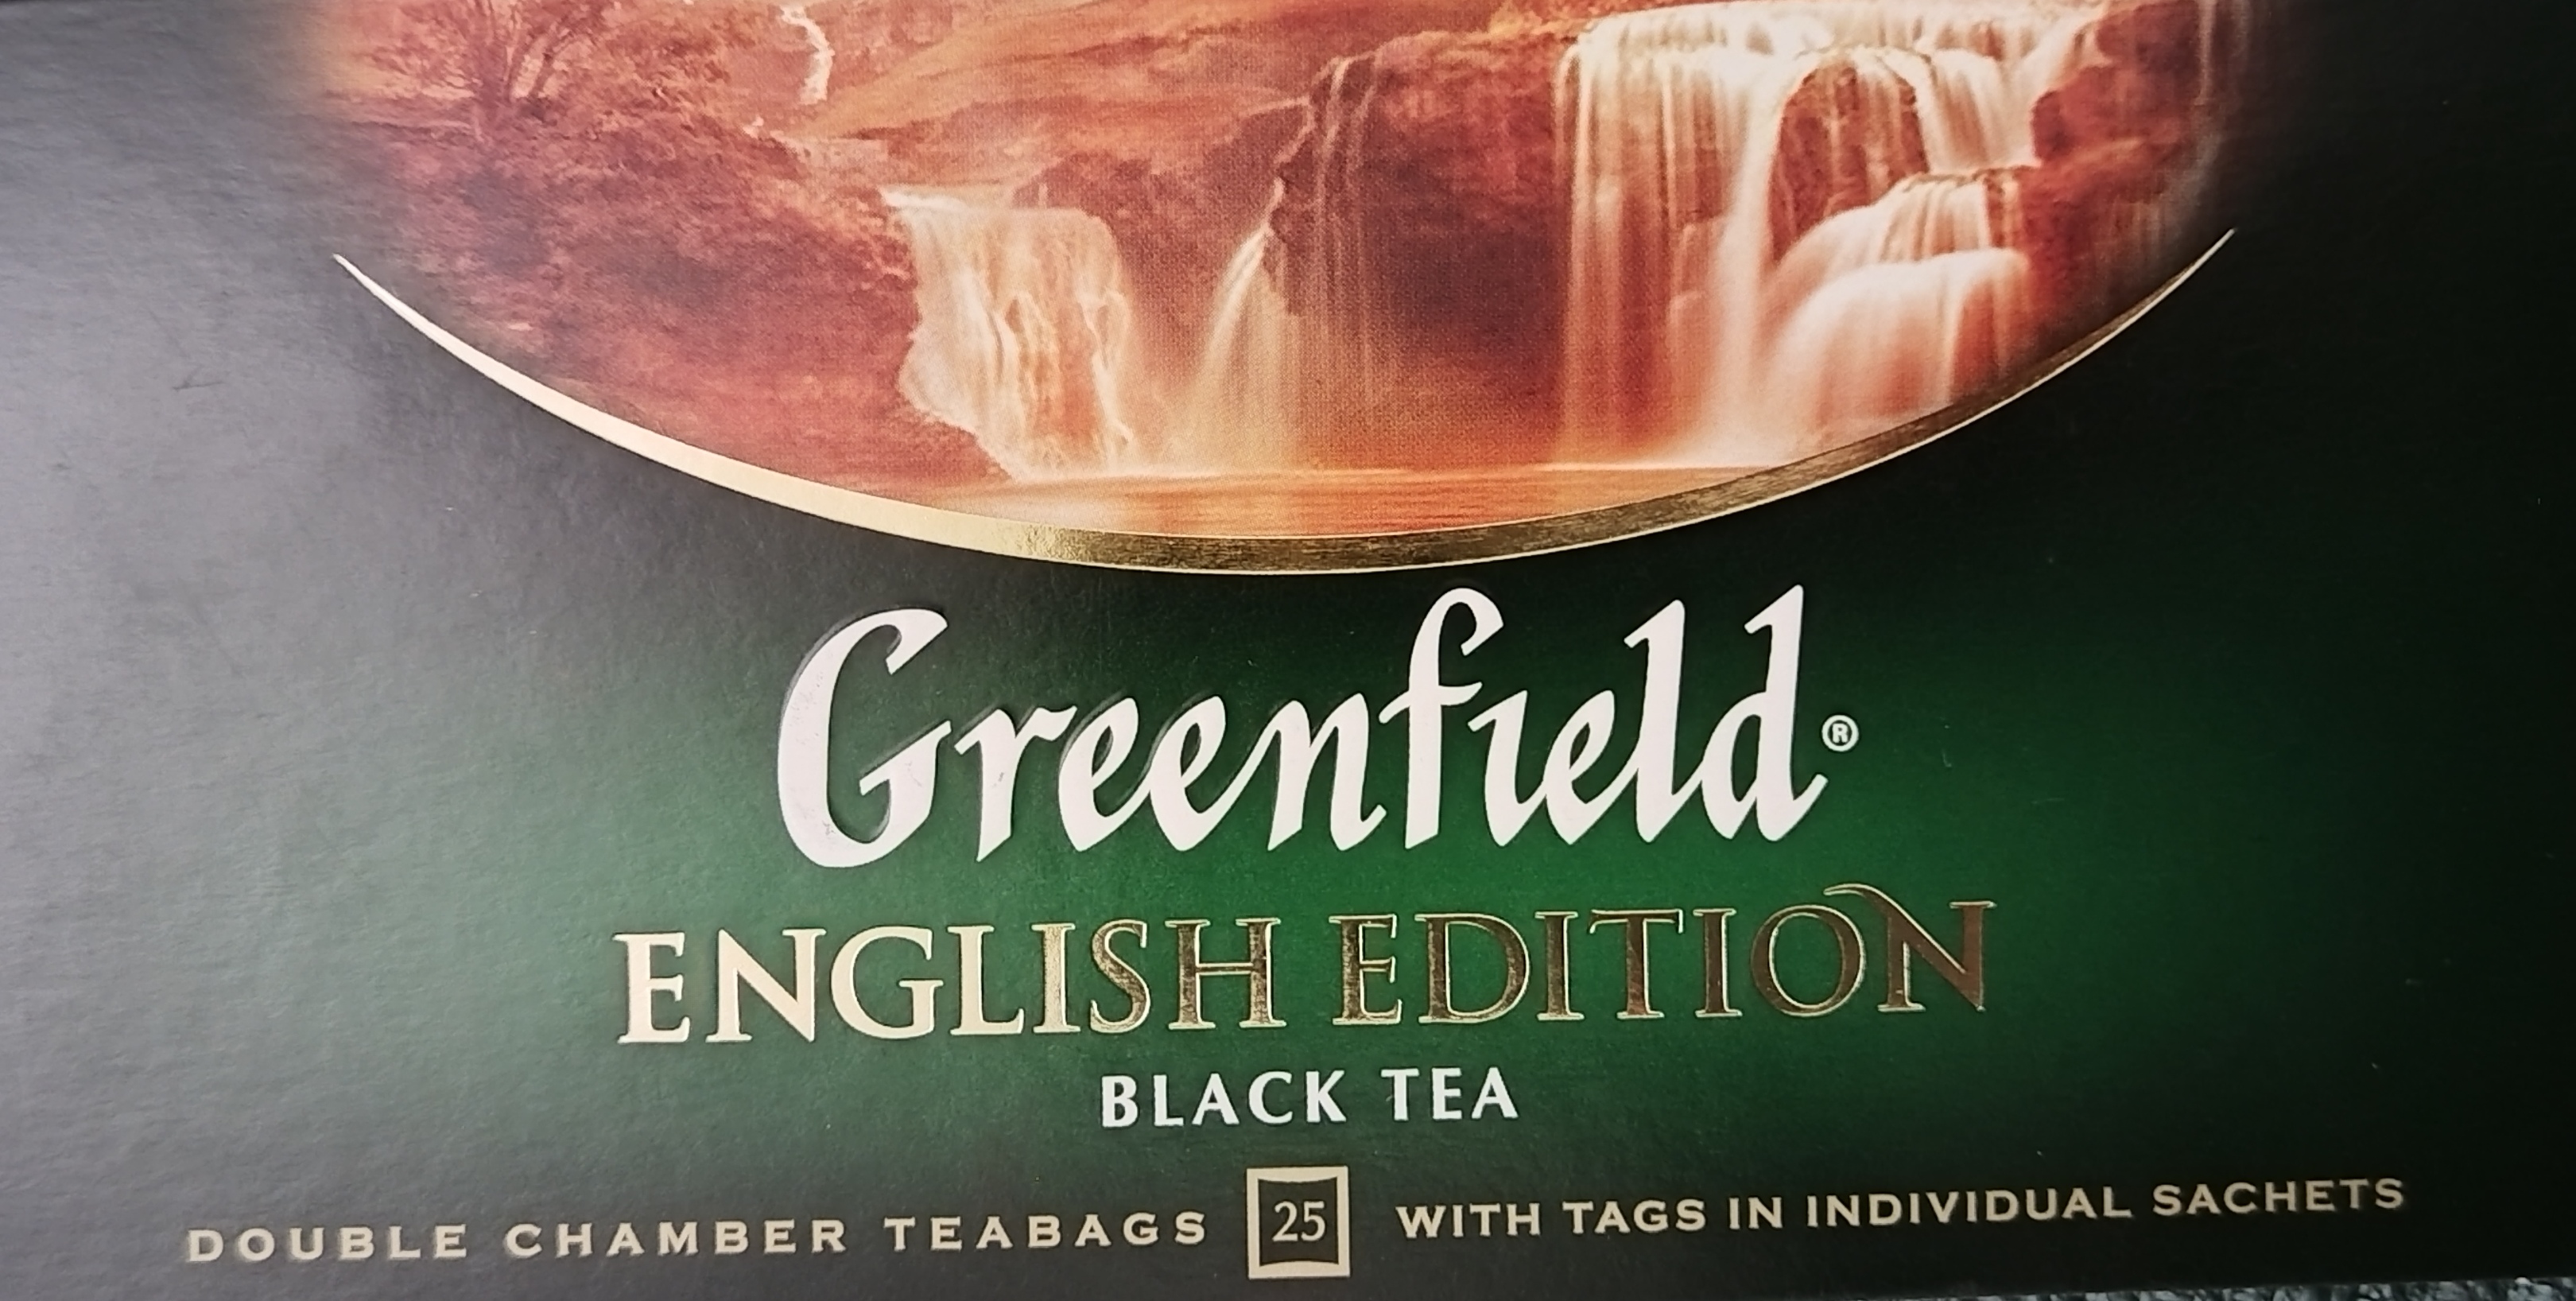 Greenfield®
ENGLISH EDITION
BLACK TEA
DOUBLE CHAMBER TEABAGS 25 WITH TAGS IN INDIVIDUAL SACHETS